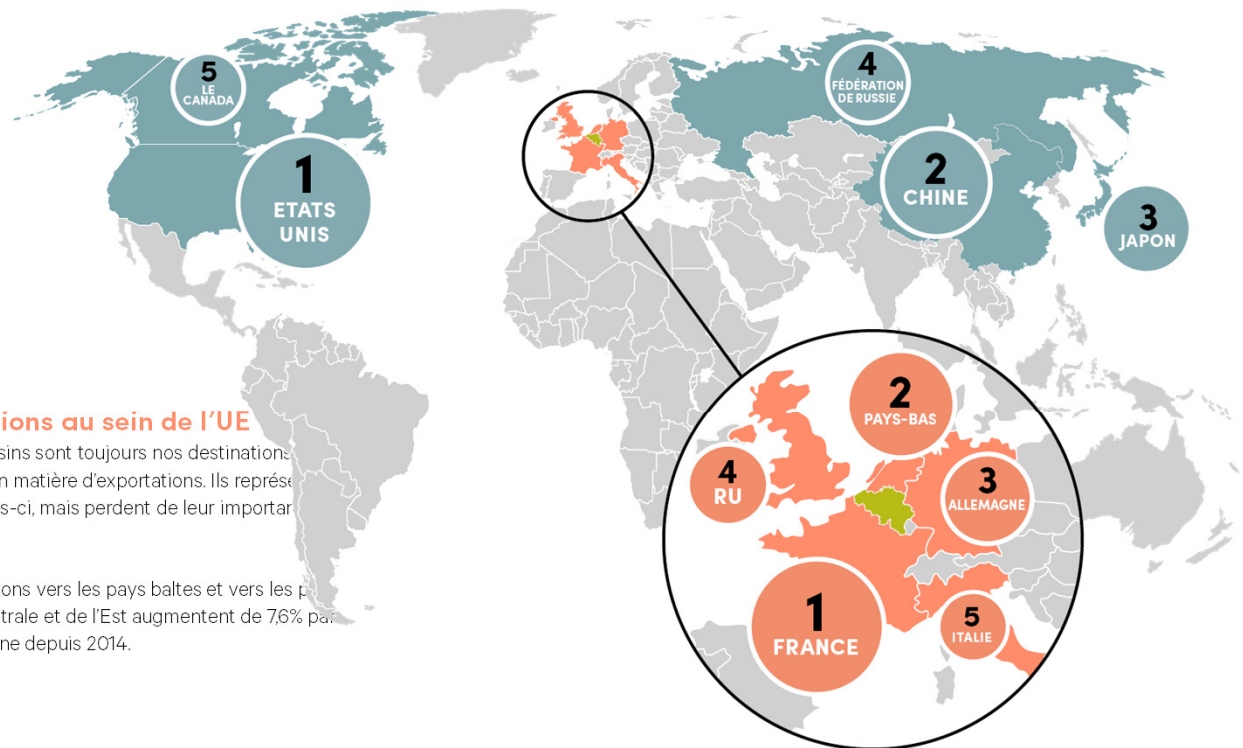 5
LE
CANADA
1
ETATS
UNIS
4
FÉDÉRATION
DE RUSSIE
2
CHINE
3
JAPON
ions au sein de l'UE
sins sont toujours nos destinations
n matière d'exportations. Ils représe
s-ci, mais perdent de leur importan
ons vers les pays baltes et vers les p
trale et de l'Est augmentent de 7,6% par
ne depuis 2014.
2
PAYS-BAS
4
RU
3
ALLEMAGNE
1
FRANCE
5
ITALIE